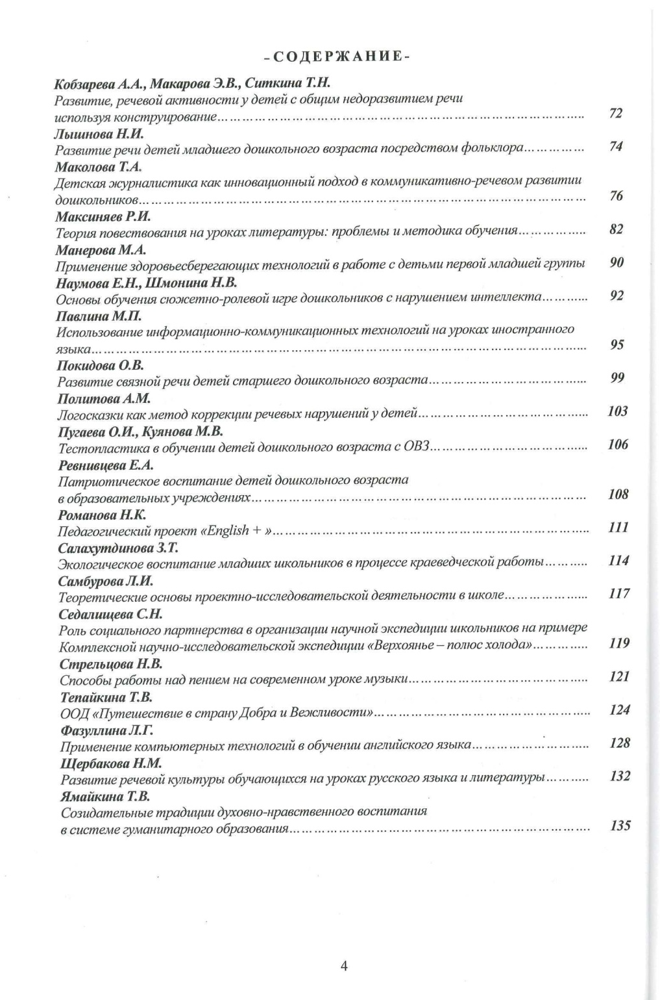 -СОДЕРЖАНИЕ-
Кобзарева А.А., Макарова Э.В., Ситкина Т.Н.
Развитие, речевой активности у детей с общим недоразвитием речи
используя конструирование........................................................................ 72
Лышнова Н.И.
Развитие речи детей младшего дошкольного возраста посредством фольклора............... 74
Маколова Т.А.
Детская журналистика как инновационный подход в коммуникативно-речевом развитии
дошкольников........................................................................ 76
Максиняев Р.И.
Теория повествования на уроках литературы: проблемы и методика обучения............... 82
Манерова М.А.
Применение здоровьесберегающих технологий в работе с детьми первой младшей группы 90
Наумова Е.Н., Шмонина Н.В.
Основы обучения сюжетно-ролевой игре дошкольников с нарушением интеллекта............ 92
Павлина М.П.
Использование информационно-коммуникационных технологий на уроках иностранного
языка........................................................................ 95
Покидова О.В.
Развитие связной речи детей старшего дошкольного возраста.............................. 99
Политова А.М.
Логосказки как метод коррекции речевых нарушений у детей.............................. 103
Пугаева О.И., Куянова М.В.
Тестопластика в обучении детей дошкольного возраста с ОВЗ.............................. 106
Ревнивцева Е.А.
Патриотическое воспитание детей дошкольного возраста
в образовательных учреждениях............................................................ 108
Романова Н.К.
Педагогический проект «English + »............................................................ 111
Салахутдинова З.Т.
Экологическое воспитание младших школьников в процессе краеведческой работы............ 114
Самбурова Л.И.
Теоретические основы проектно-исследовательской деятельности в школе.................. 117
Седалищева С.Н.
Роль социального партнерства в организации научной экспедиции школьников на примере
Комплексной научно-исследовательской экспедиции «Верхоянье – полюс холода»............... 119
Стрельцова Н.В.
Способы работы над пением на современном уроке музыки.................................... 121
Тепайкина Т.В.
ООД «Путешествие в страну Добра и Вежливости».......................................... 124
Фазуллина Л.Г.
Применение компьютерных технологий в обучении английского языка........................ 128
Щербакова Н.М.
Развитие речевой культуры обучающихся на уроках русского языка и литературы............ 132
Ямайкина Т.В.
Созидательные традиции духовно-нравственного воспитания
в системе гуманитарного образования...................................................... 135
4